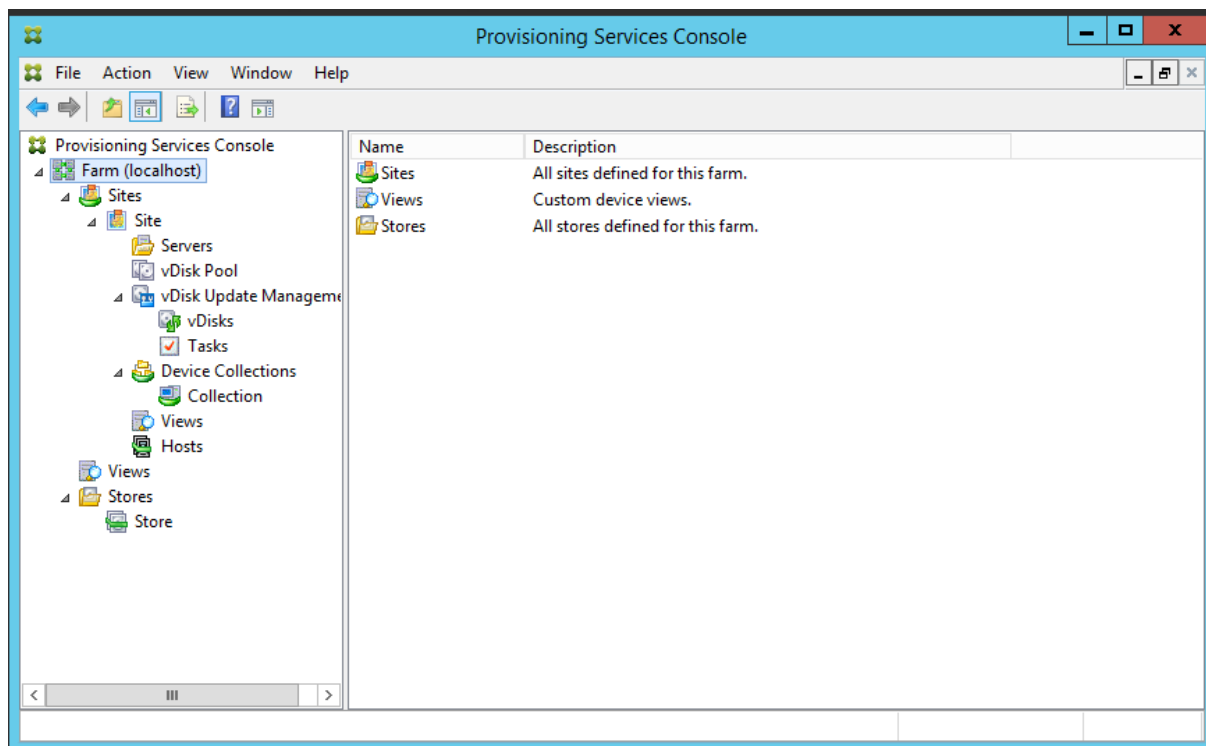 Provisioning Services Console
File Action View Window Help
Provisioning Services Console
Farm (localhost)
Sites
Site
Servers
vDisk Pool
vDisk Update Manageme
vDisks
Tasks
Device Collections
Collection
Views
Hosts
Views
Stores
Store
Name Description
Sites All sites defined for this farm.
Views Custom device views.
Stores All stores defined for this farm.